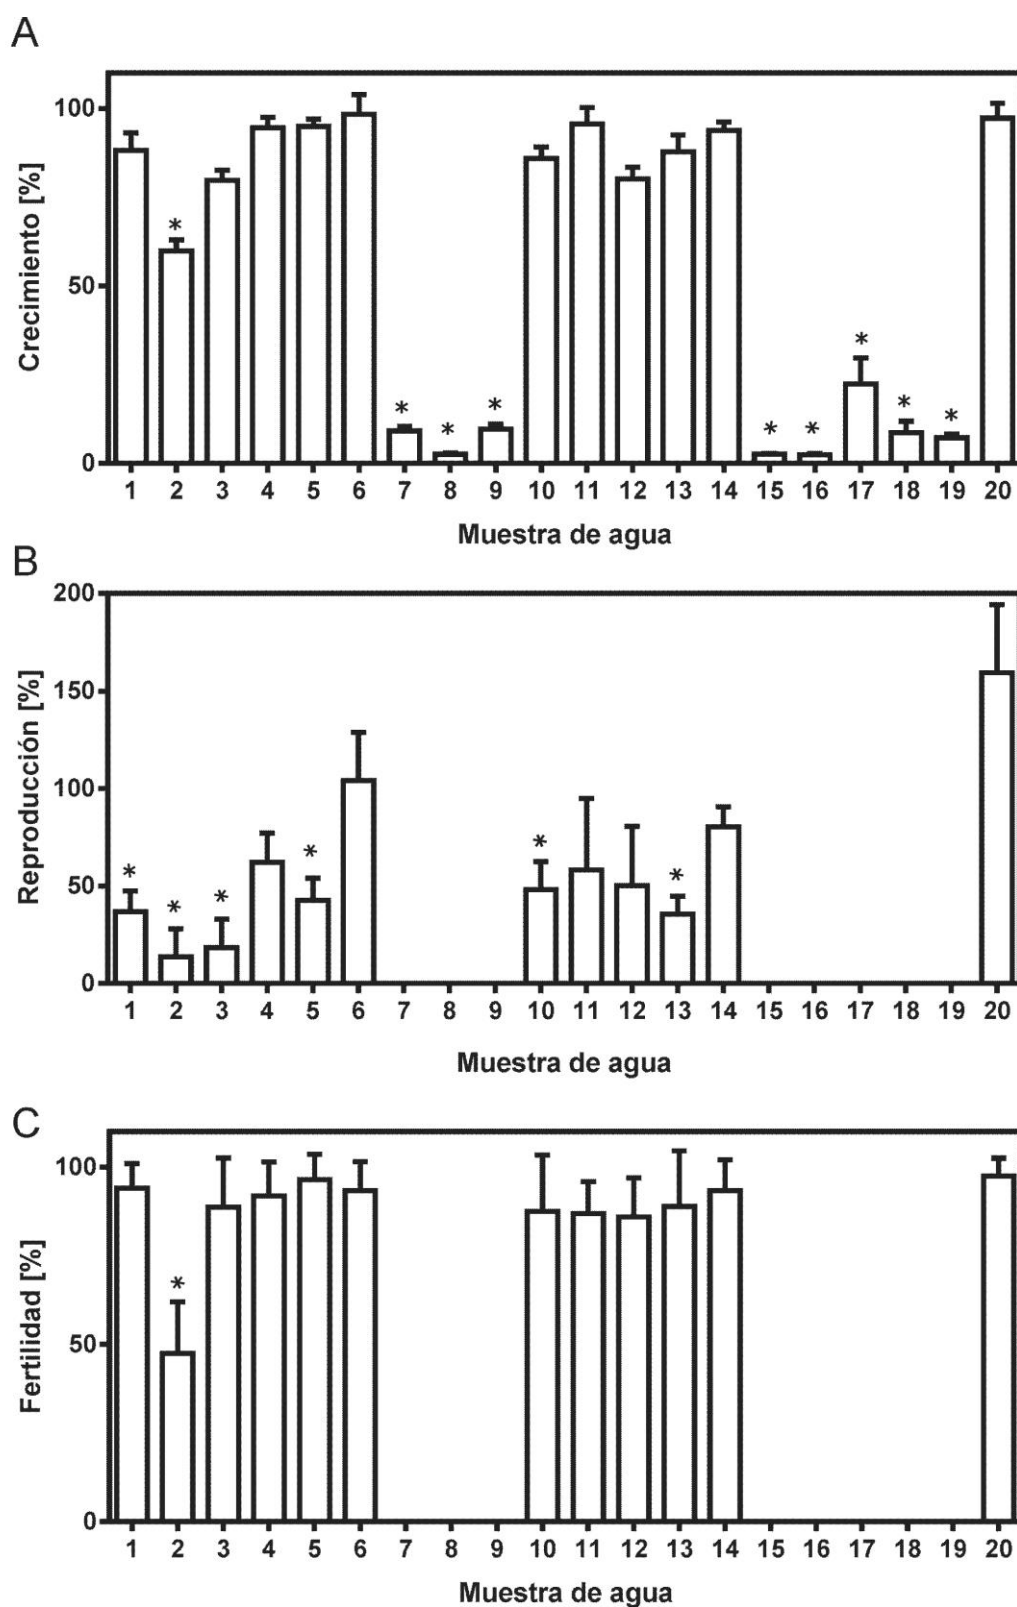 A
Crecimiento [%]
100
50
0
* * * * * * * * *
1 2 3 4 5 6 7 8 9 10 11 12 13 14 15 16 17 18 19 20
Muestra de agua
B
Reproducción [%]
200
150
100
50
0
* * * * * *
1 2 3 4 5 6 7 8 9 10 11 12 13 14 15 16 17 18 19 20
Muestra de agua
C
Fertilidad [%]
100
50
0
*
1 2 3 4 5 6 7 8 9 10 11 12 13 14 15 16 17 18 19 20
Muestra de agua